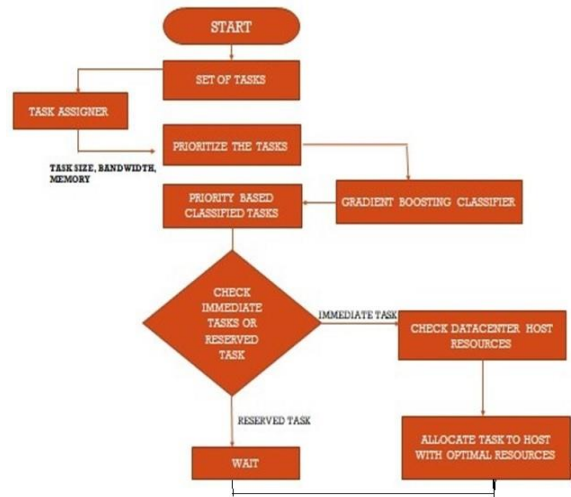 START
SET OF TASKS
TASK ASSIGNER
TASK SIZE, BANDWIDTH,
MEMORY
PRIORITIZE THE TASKS
GRADIENT BOOSTING CLASSIFIER
PRIORITY BASED
CLASSIFIED TASKS
CHECK
IMMEDIATE
TASKS OR
RESERVED
TASK
IMMEDIATE TASK
CHECK DATACENTER HOST
RESOURCES
RESERVED TASK
WAIT
ALLOCATE TASK TO HOST
WITH OPTIMAL RESOURCES